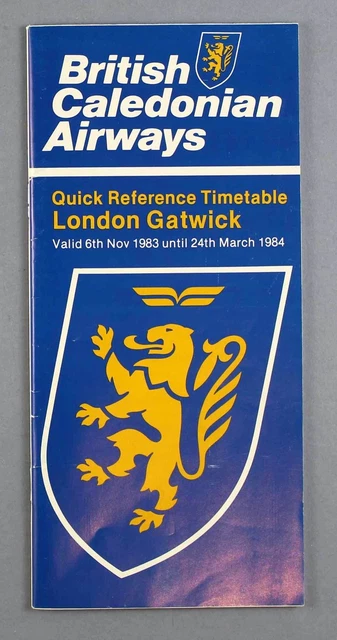 British
Caledonian
Airways
Quick Reference Timetable
London Gatwick
Valid 6th Nov 1983 until 24th March 1984